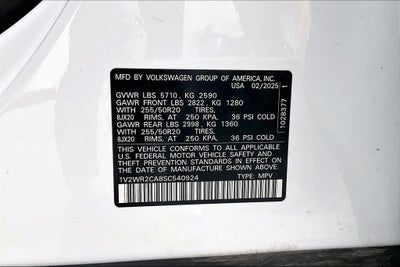 MFD BY VOLKSWAGEN GROUP OF AMERICA, INC.
USA 02/2025
GVWR LBS 5710, KG 2590
GAWR FRONT LBS 2822, KG 1280
WITH 255/50R20
8JX20 RIMS, AT 250 KPA, 36 PSI COLD
GAWR REAR LBS 2998, KG 1360
WITH 255/50R20
8JX20 RIMS, AT 250 KPA, 36 PSI COLD
THIS VEHICLE CONFORMS TO ALL APPLICABLE
U.S. FEDERAL MOTOR VEHICLE SAFETY AND
THEFT PREVENTION STANDARDS IN EFFECT ON
THE DATE OF MANUFACTURE SHOWN ABOVE.
1V2WR2CA8SC540924 TYPE: MPV
1028377 1